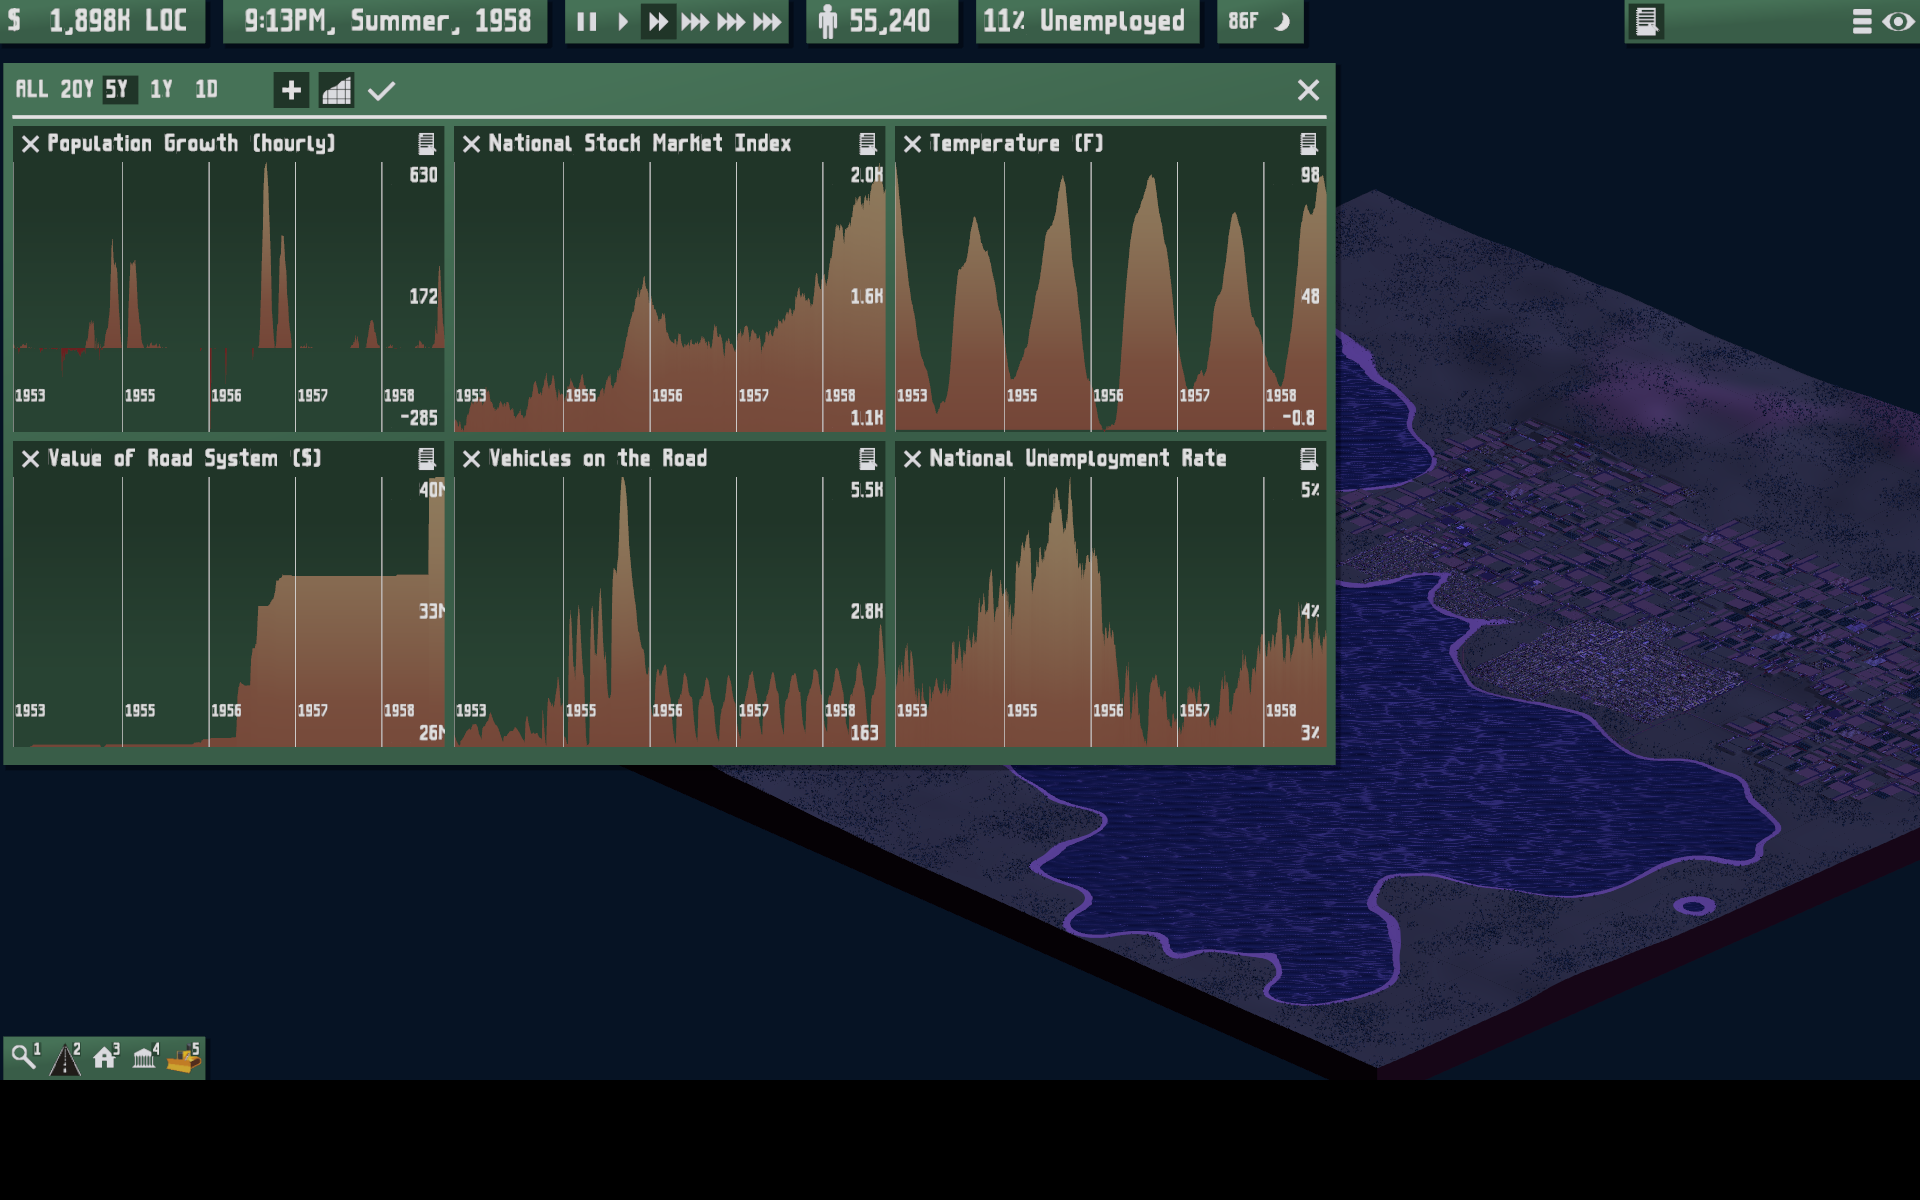 $ 1,898K LOC 9:13PM, Summer, 1958 55,240 11% Unemployed 86F
ALL 20Y 5Y 1Y 1D
Population Growth (hourly) National Stock Market Index Temperature (F)
630 2.0K 98
172 1.6K 48
1953 1955 1956 1957 1958 1953 1955 1956 1957 1958 1953 1955 1956 1957 1958
-285 1.1K -0.8
Value of Road System ($) Vehicles on the Road National Unemployment Rate
40M 5.5K 5%
33M 2.8K 4%
1953 1955 1956 1957 1958 1953 1955 1956 1957 1958 1953 1955 1956 1957 1958
26M 163 3%
1 2 3 4 5